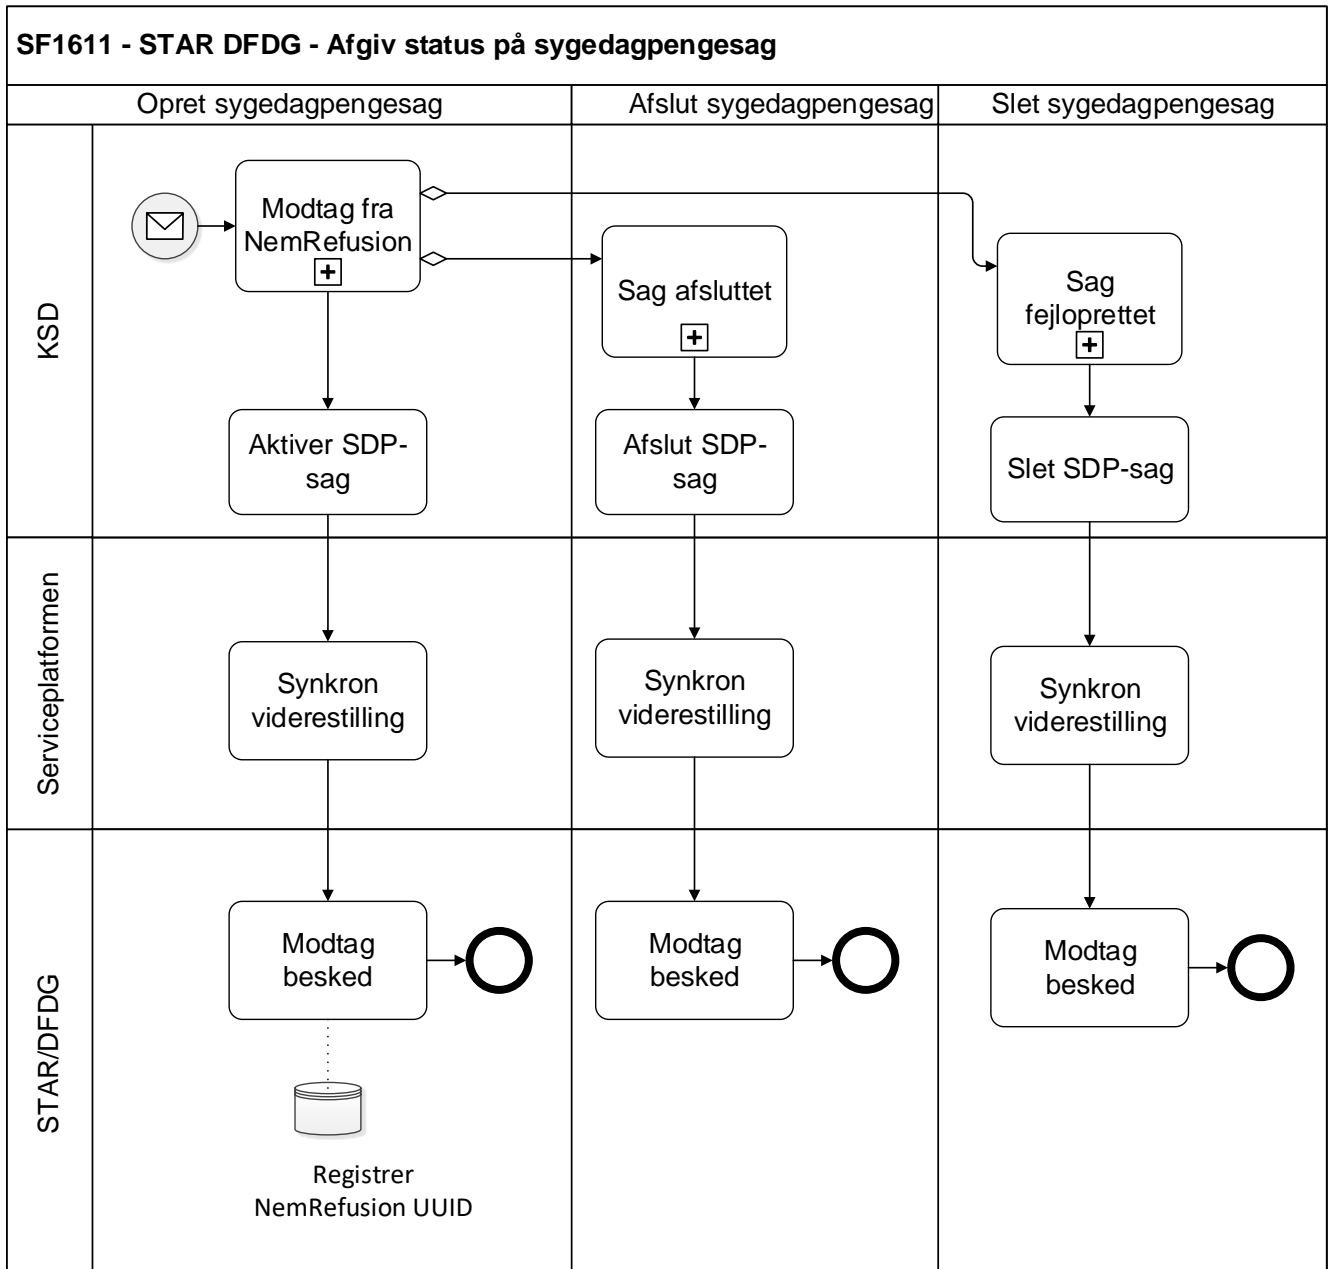 SF1611 - STAR DFDG - Afgiv status på sygedagpengesag
Opret sygedagpengesag
Afslut sygedagpengesag
Slet sygedagpengesag
KSD
Modtag fra
NemRefusion
Sag afsluttet
Sag
fejloprettet
Aktiver SDP-
sag
Afslut SDP-
sag
Slet SDP-sag
Serviceplatformen
Synkron
viderestilling
Synkron
viderestilling
Synkron
viderestilling
STAR/DFDG
Modtag
besked
Modtag
besked
Modtag
besked
Registrer
NemRefusion UUID